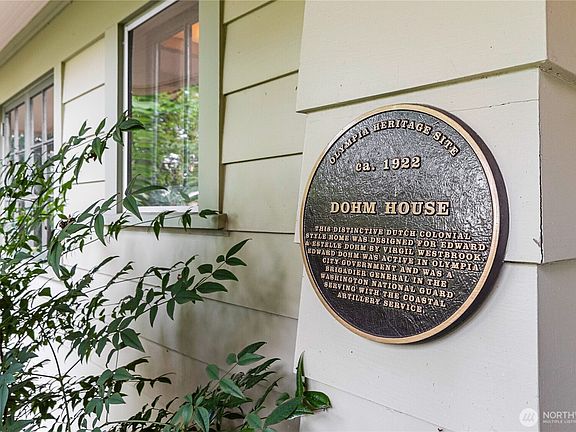 OLYMPIA HERITAGE SITE
ca. 1922
DOHM HOUSE
THIS DISTINCTIVE DUTCH COLONIAL
STYLE HOME WAS DESIGNED FOR EDWARD
& ESTELLE DOHM BY VIRGIL WESTBROOK
EDWARD DOHM WAS ACTIVE IN OLYMPIA
CITY GOVERNMENT AND WAS A
BRIGADIER GENERAL IN THE
WASHINGTON NATIONAL GUARD
SERVING WITH THE COASTAL
ARTILLERY SERVICE